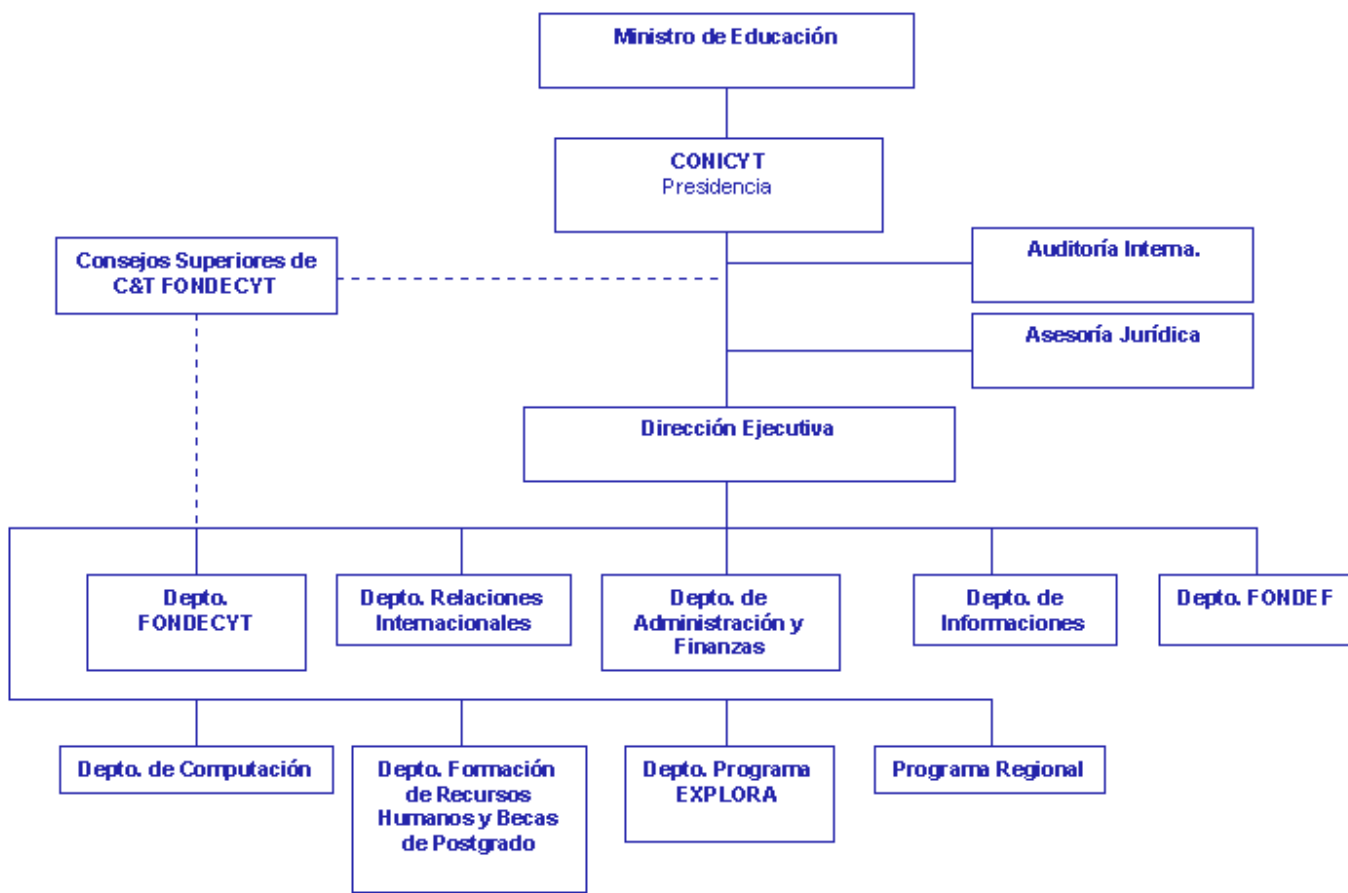 Ministro de Educación
CONICYT
Presidencia
Consejos Superiores de
C&T FONDECYT
Auditoría Interna.
Asesoría Jurídica
Dirección Ejecutiva
Depto.
FONDECYT
Depto. Relaciones
Internacionales
Depto. de
Administración y
Finanzas
Depto. de
Informaciones
Depto. FONDEF
Depto. de Computación
Depto. Formación
de Recursos
Humanos y Becas
de Postgrado
Depto. Programa
EXPLORA
Programa Regional